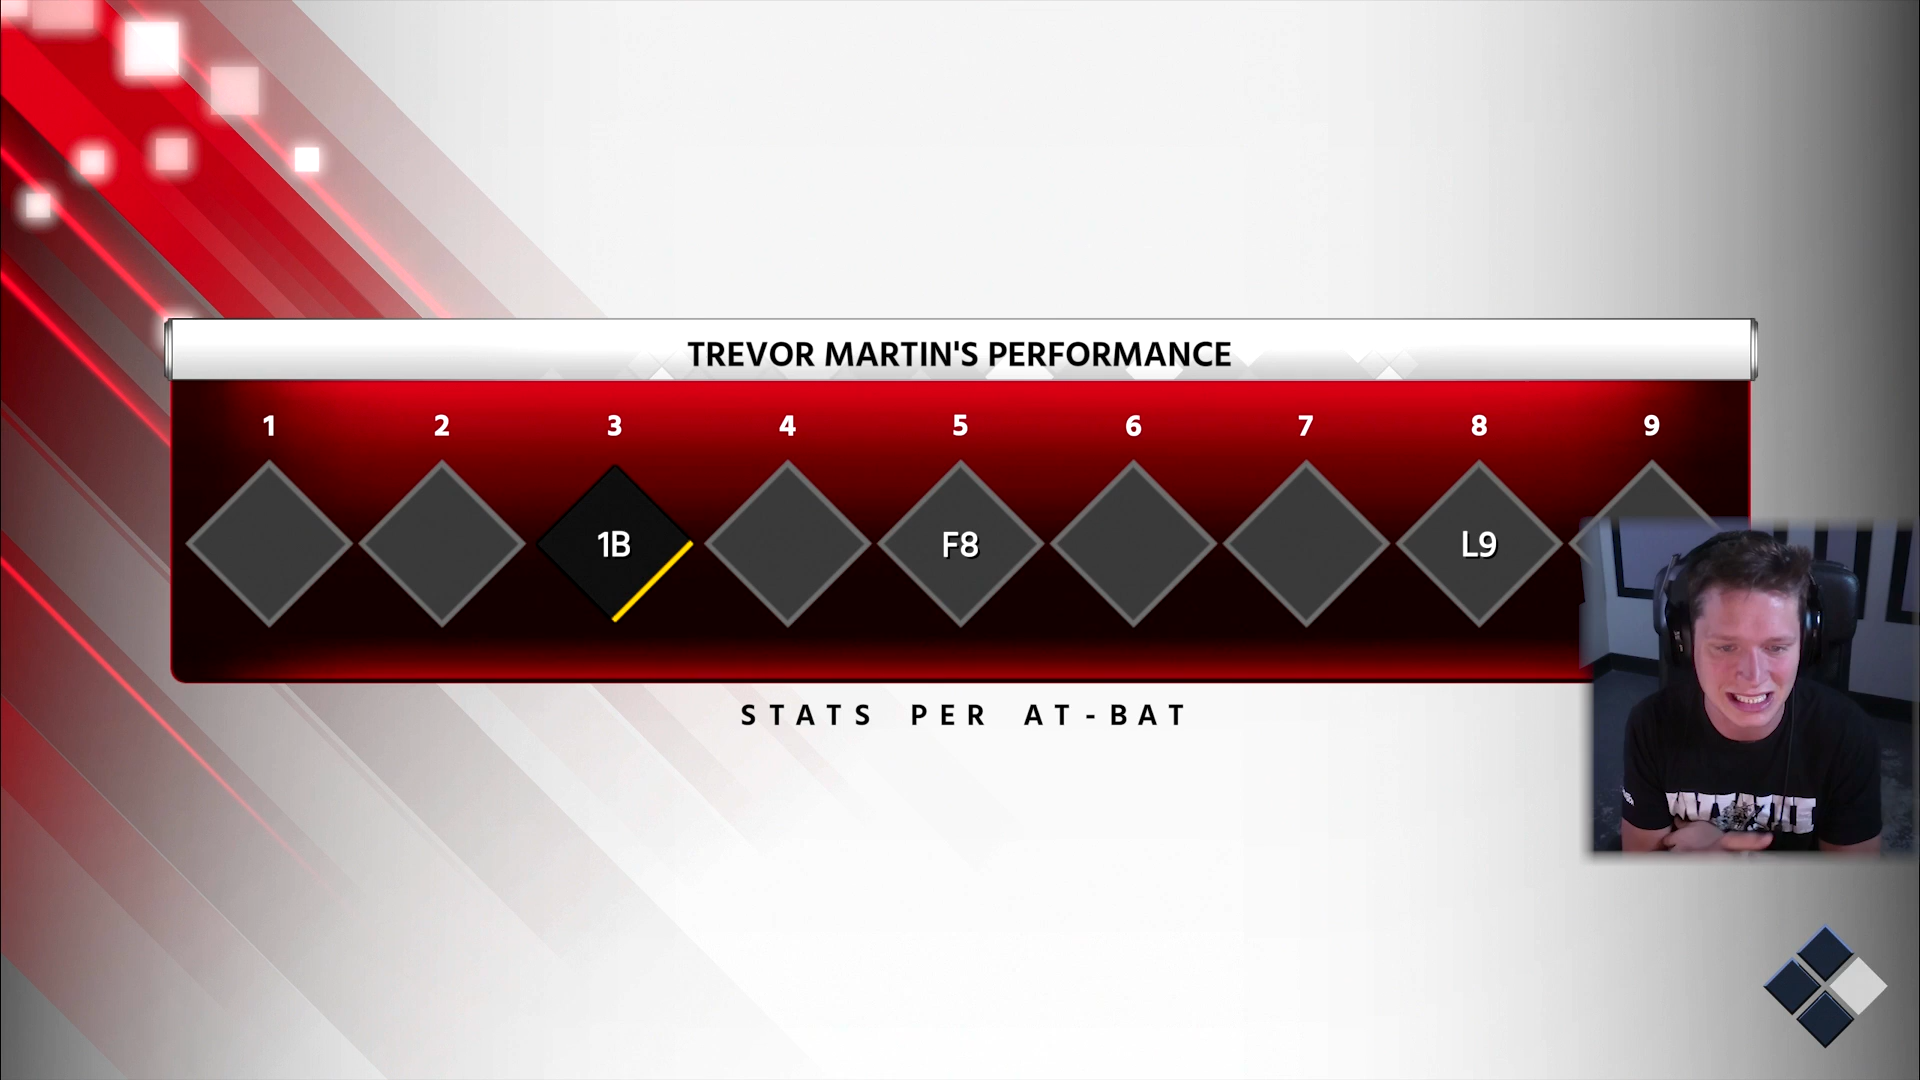 TREVOR MARTIN'S PERFORMANCE
1 2 3 4 5 6 7 8 9
1B F8 L9
STATS PER AT-BAT